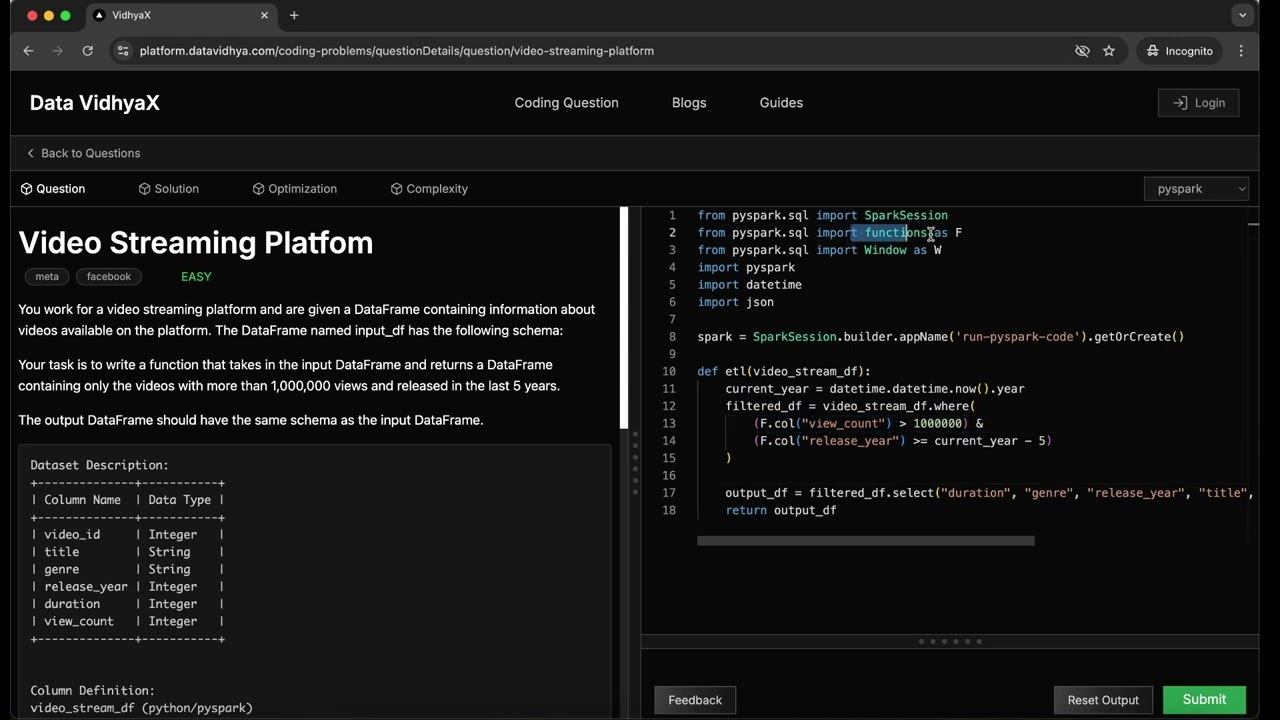 VidhyaX
platform.datavidhya.com/coding-problems/questionDetails/question/video-streaming-platform
Incognito
Data VidhyaX
Coding Question
Blogs
Guides
Login
Back to Questions
Question
Solution
Optimization
Complexity
pyspark
Video Streaming Platfom
meta
facebook
EASY
You work for a video streaming platform and are given a DataFrame containing information about
videos available on the platform. The DataFrame named input_df has the following schema:
Your task is to write a function that takes in the input DataFrame and returns a DataFrame
containing only the videos with more than 1,000,000 views and released in the last 5 years.
The output DataFrame should have the same schema as the input DataFrame.
Dataset Description:
+--------------+-----------+
| Column Name | Data Type |
+--------------+-----------+
| video_id | Integer |
| title | String |
| genre | String |
| release_year | Integer |
| duration | Integer |
| view_count | Integer |
+--------------+-----------+
Column Definition:
video_stream_df (python/pyspark)
1 from pyspark.sql import SparkSession
2 from pyspark.sql import functions as F
3 from pyspark.sql import Window as W
4 import pyspark
5 import datetime
6 import json
7
8 spark = SparkSession.builder.appName('run-pyspark-code').getOrCreate()
9
10 def etl(video_stream_df):
11 current_year = datetime.datetime.now().year
12 filtered_df = video_stream_df.where(
13 (F.col("view_count") > 1000000) &
14 (F.col("release_year") >= current_year - 5)
15 )
16
17 output_df = filtered_df.select("duration", "genre", "release_year", "title",
18 return output_df
Feedback
Reset Output
Submit